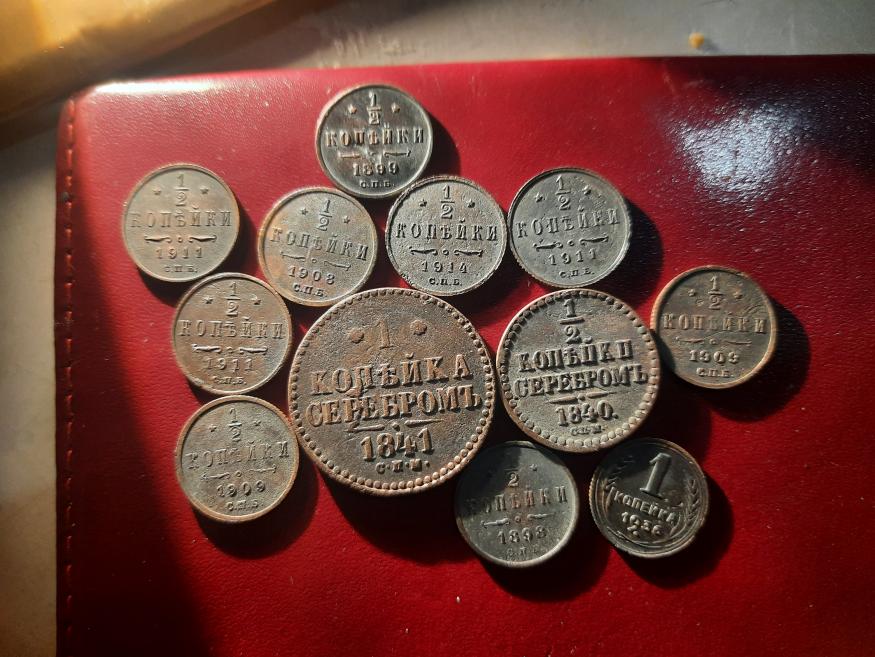 1/2
КОПѢЙКИ
1899
С.П.Б.
1/2
КОПѢЙКИ
1911
С.П.Б.
1/2
КОПѢЙКИ
1908
С.П.Б.
1/2
КОПѢЙКИ
1914
С.П.Б.
1/2
КОПѢЙКИ
1911
С.П.Б.
1/2
КОПѢЙКИ
1911
С.П.Б.
1
КОПѢЙКА
СЕРЕБРОМЪ
1841
С.П.М.
1/2
КОПѢЙКИ
СЕРЕБРОМЪ
1840.
С.П.М.
1/2
КОПѢЙКИ
1909
С.П.Б.
1/2
КОПѢЙКИ
1909
С.П.Б.
1/2
КОПѢЙКИ
1898
С.П.Б.
1
КОПЕЙКА